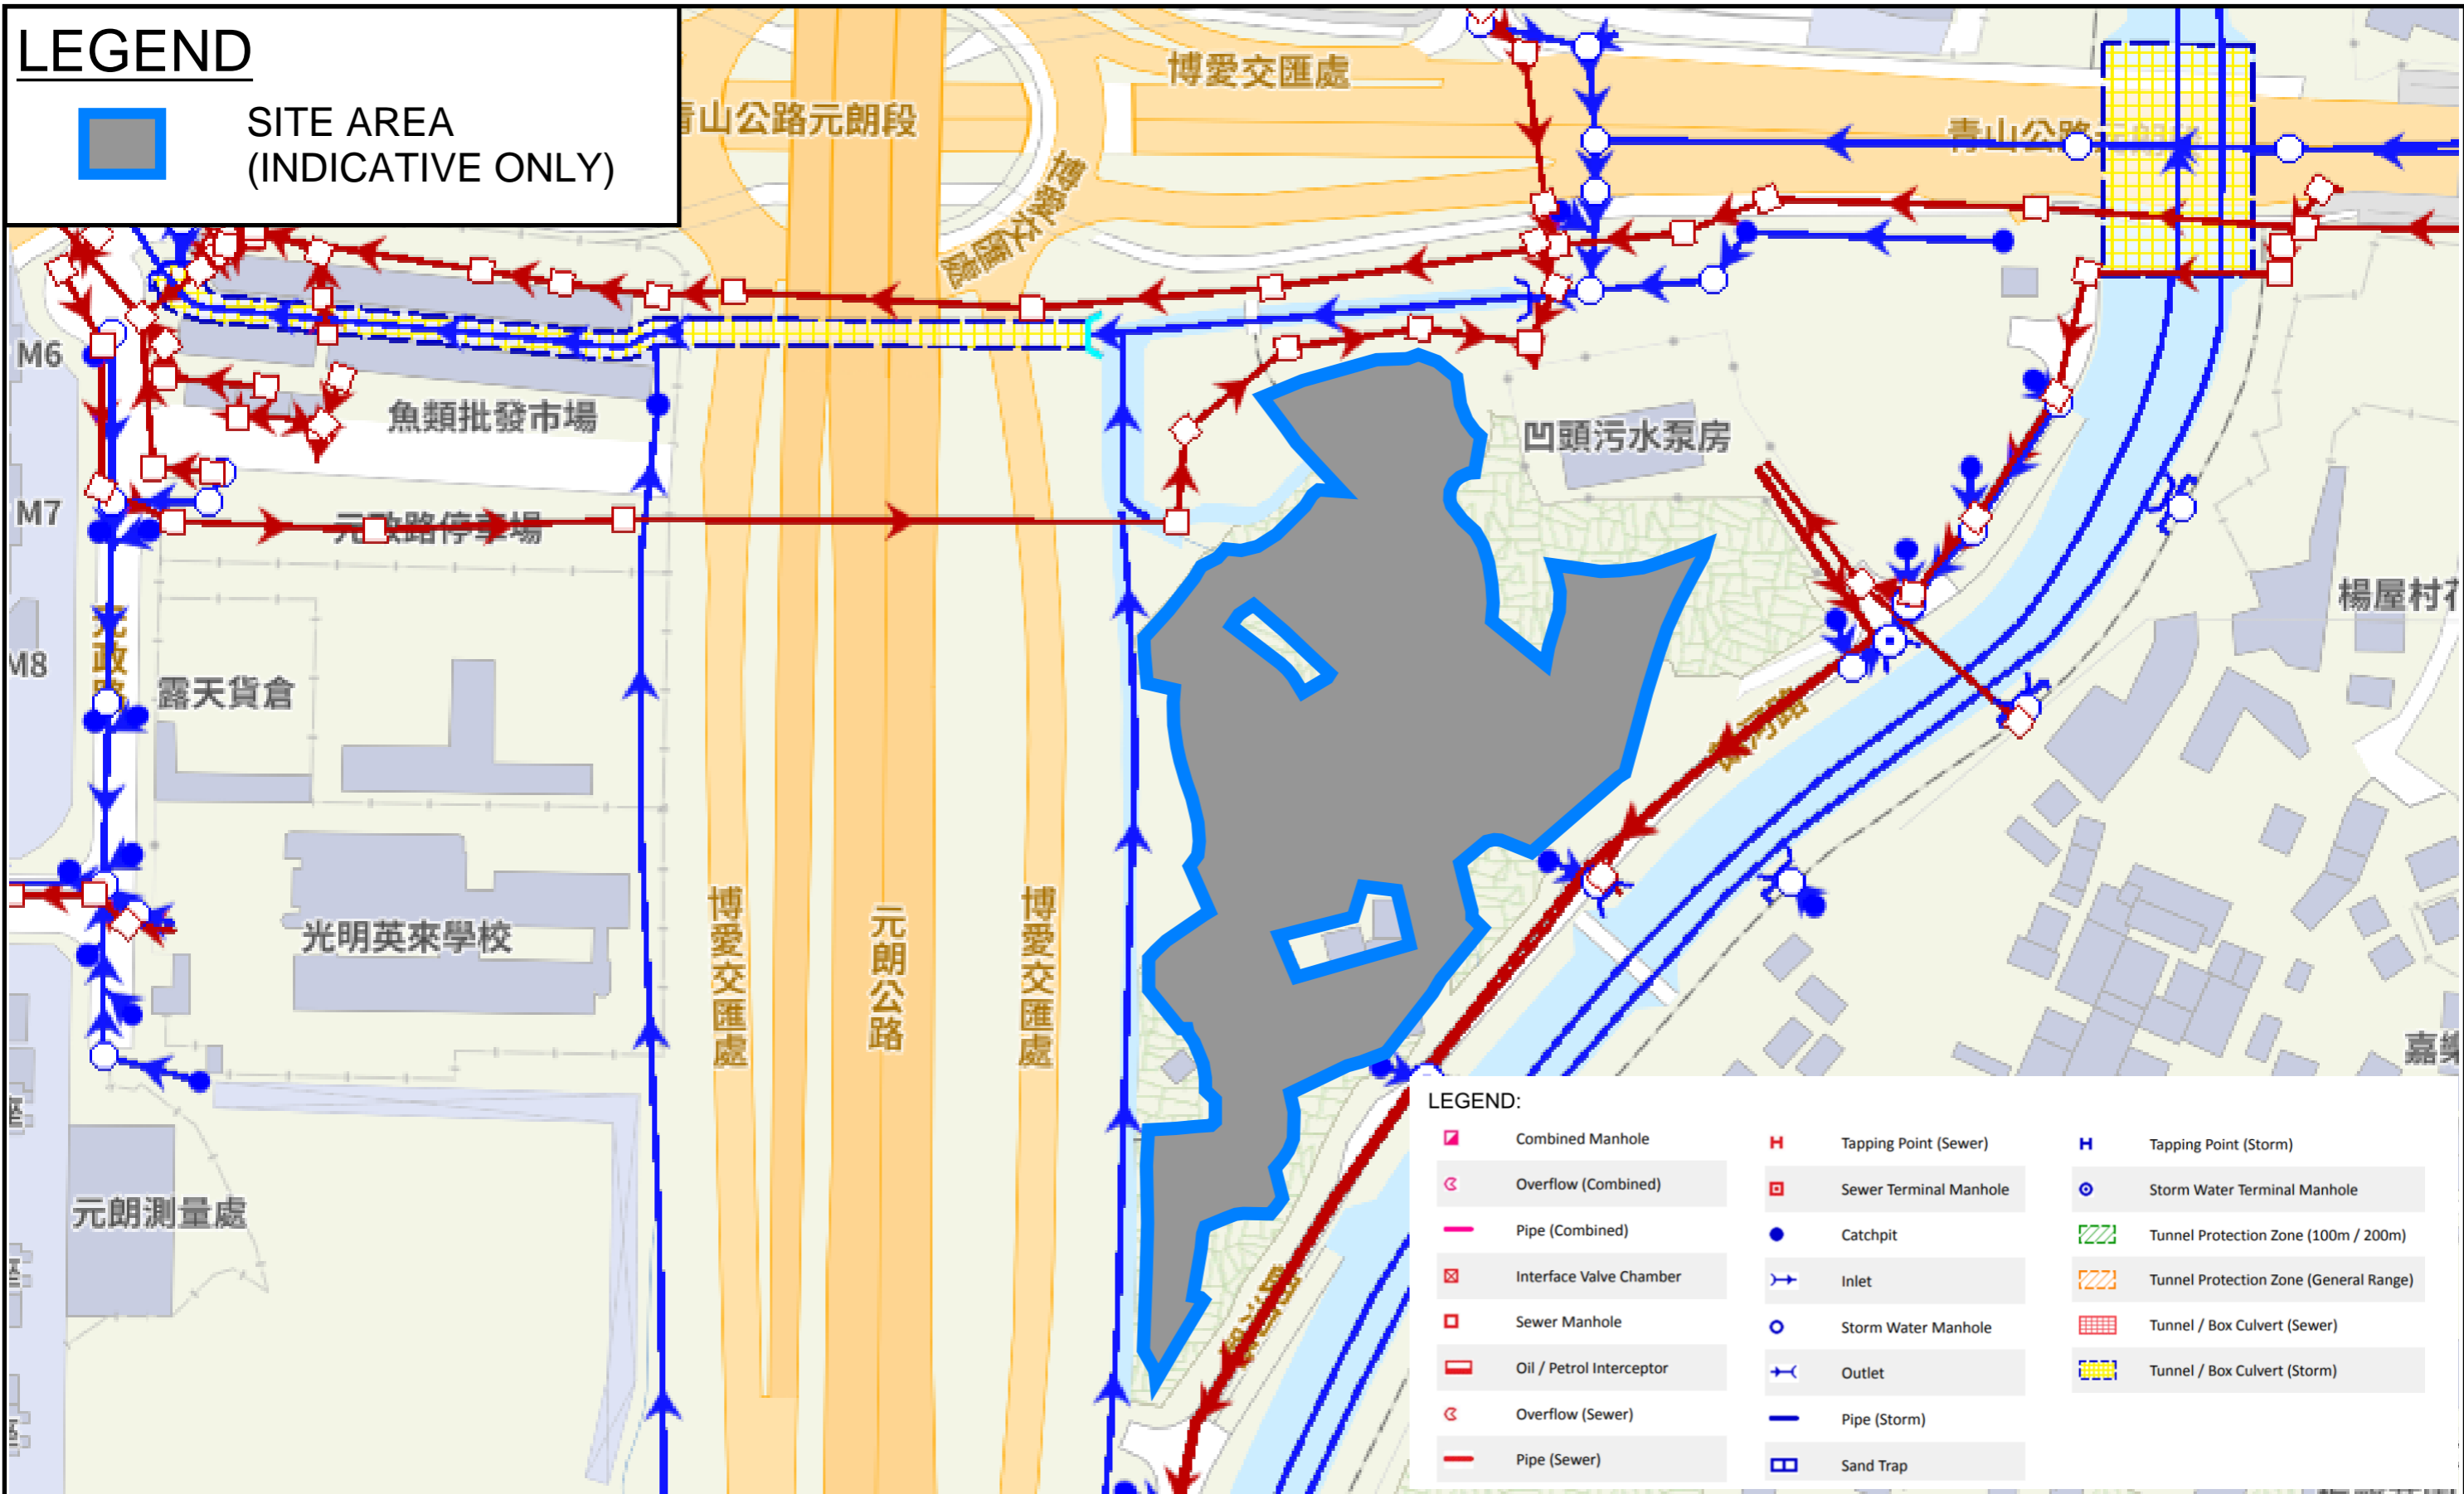 LEGEND
SITE AREA
(INDICATIVE ONLY)
博愛交匯處
青山公路元朗段
青山公路
博愛交匯處
M6
魚類批發市場
凹頭污水泵房
M7
元政路停車場
楊屋村
M8
元政路
露天貨倉
博愛交匯處
元朗公路
博愛交匯處
光明英來學校
嘉樂
元朗測量處
LEGEND:
Combined Manhole
Overflow (Combined)
Pipe (Combined)
Interface Valve Chamber
Sewer Manhole
Oil / Petrol Interceptor
Overflow (Sewer)
Pipe (Sewer)
Tapping Point (Sewer)
Sewer Terminal Manhole
Catchpit
Inlet
Storm Water Manhole
Outlet
Pipe (Storm)
Sand Trap
Tapping Point (Storm)
Storm Water Terminal Manhole
Tunnel Protection Zone (100m / 200m)
Tunnel Protection Zone (General Range)
Tunnel / Box Culvert (Sewer)
Tunnel / Box Culvert (Storm)